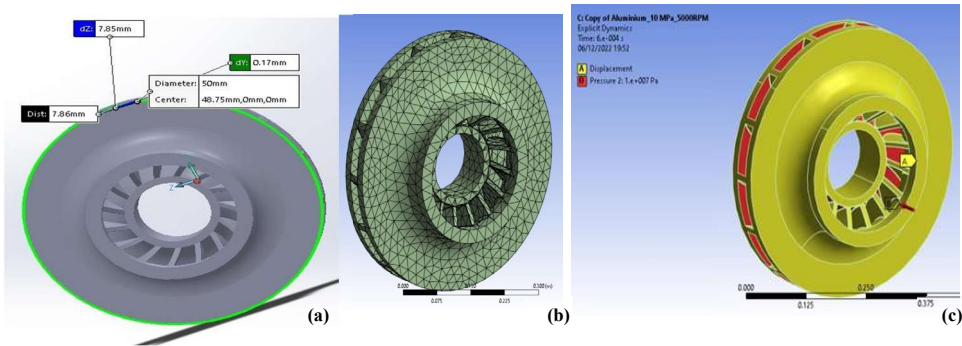 dZ: 7.85mm
dY: 0.17mm
Diameter: 50mm
Center: 48.75mm,0mm,0mm
Dist: 7.86mm
Z
(a)
0.000
0.300 (m)
0.075
0.225
(b)
C: Copy of Aluminium_10 MPa_5000RPM
Explicit Dynamics
Time: 6.e-004 s
06/12/2022 19:52
A Displacement
B Pressure 2: 1.e+007 Pa
A
0.000
0.250
0.125
0.375
(c)